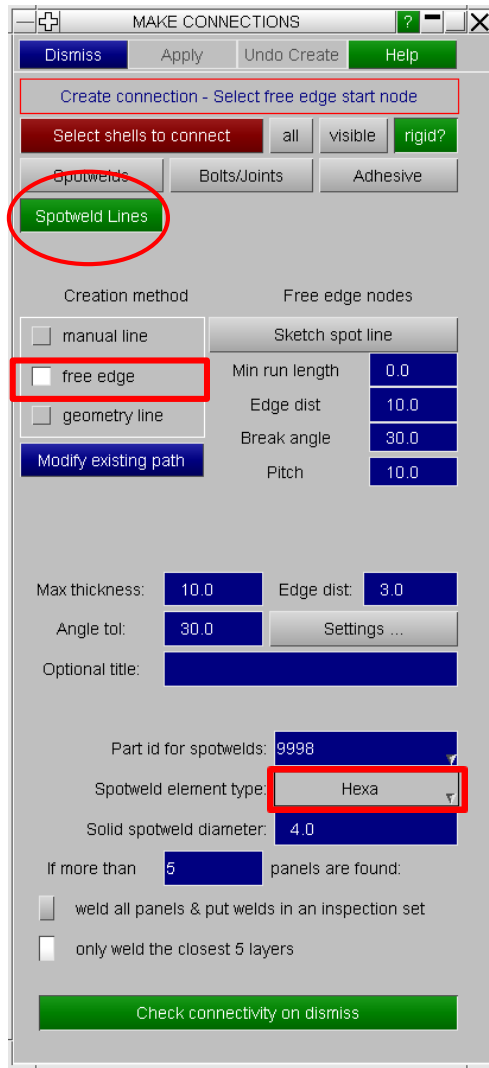 MAKE CONNECTIONS ?
Dismiss Apply Undo Create Help
Create connection - Select free edge start node
Select shells to connect all visible rigid?
Spotwelds Bolts/Joints Adhesive
Spotweld Lines
Creation method Free edge nodes
manual line Sketch spot line
free edge Min run length 0.0
Edge dist 10.0
geometry line
Break angle 30.0
Modify existing path
Pitch 10.0
Max thickness: 10.0 Edge dist: 3.0
Angle tol: 30.0 Settings ...
Optional title:
Part id for spotwelds: 9998
Spotweld element type: Hexa
Solid spotweld diameter: 4.0
If more than 5 panels are found:
weld all panels & put welds in an inspection set
only weld the closest 5 layers
Check connectivity on dismiss